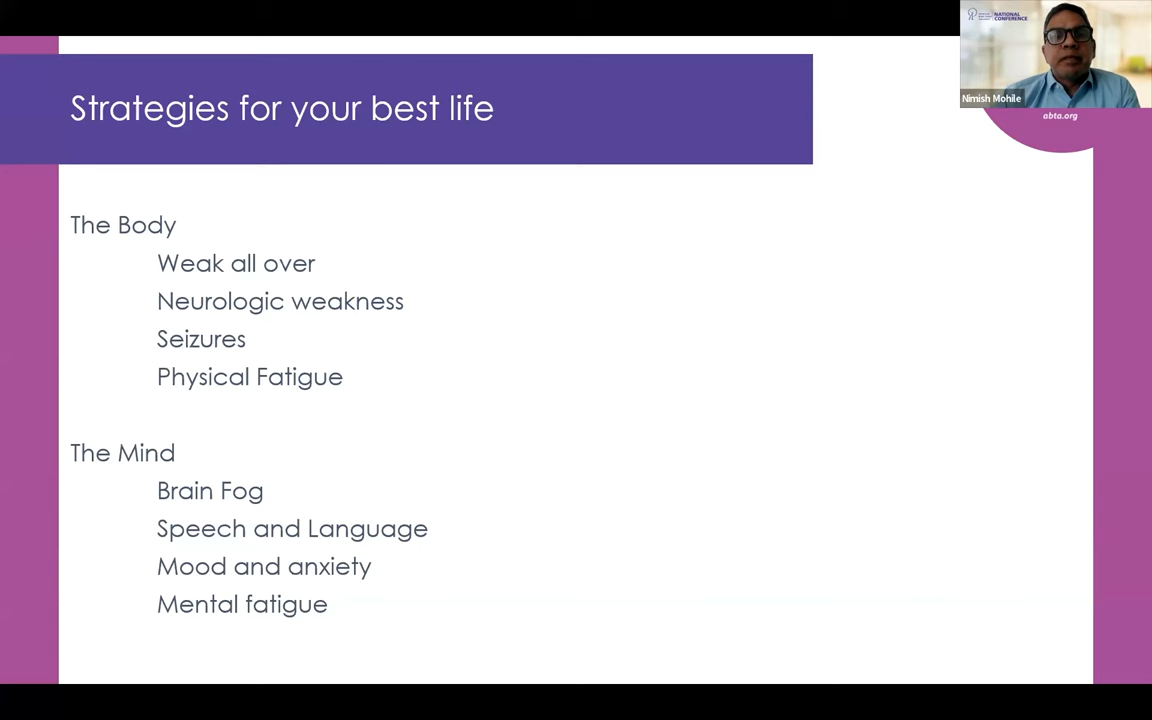 NATIONAL
CONFERENCE
Nimish Mohile
abta.org
Strategies for your best life
The Body
Weak all over
Neurologic weakness
Seizures
Physical Fatigue
The Mind
Brain Fog
Speech and Language
Mood and anxiety
Mental fatigue